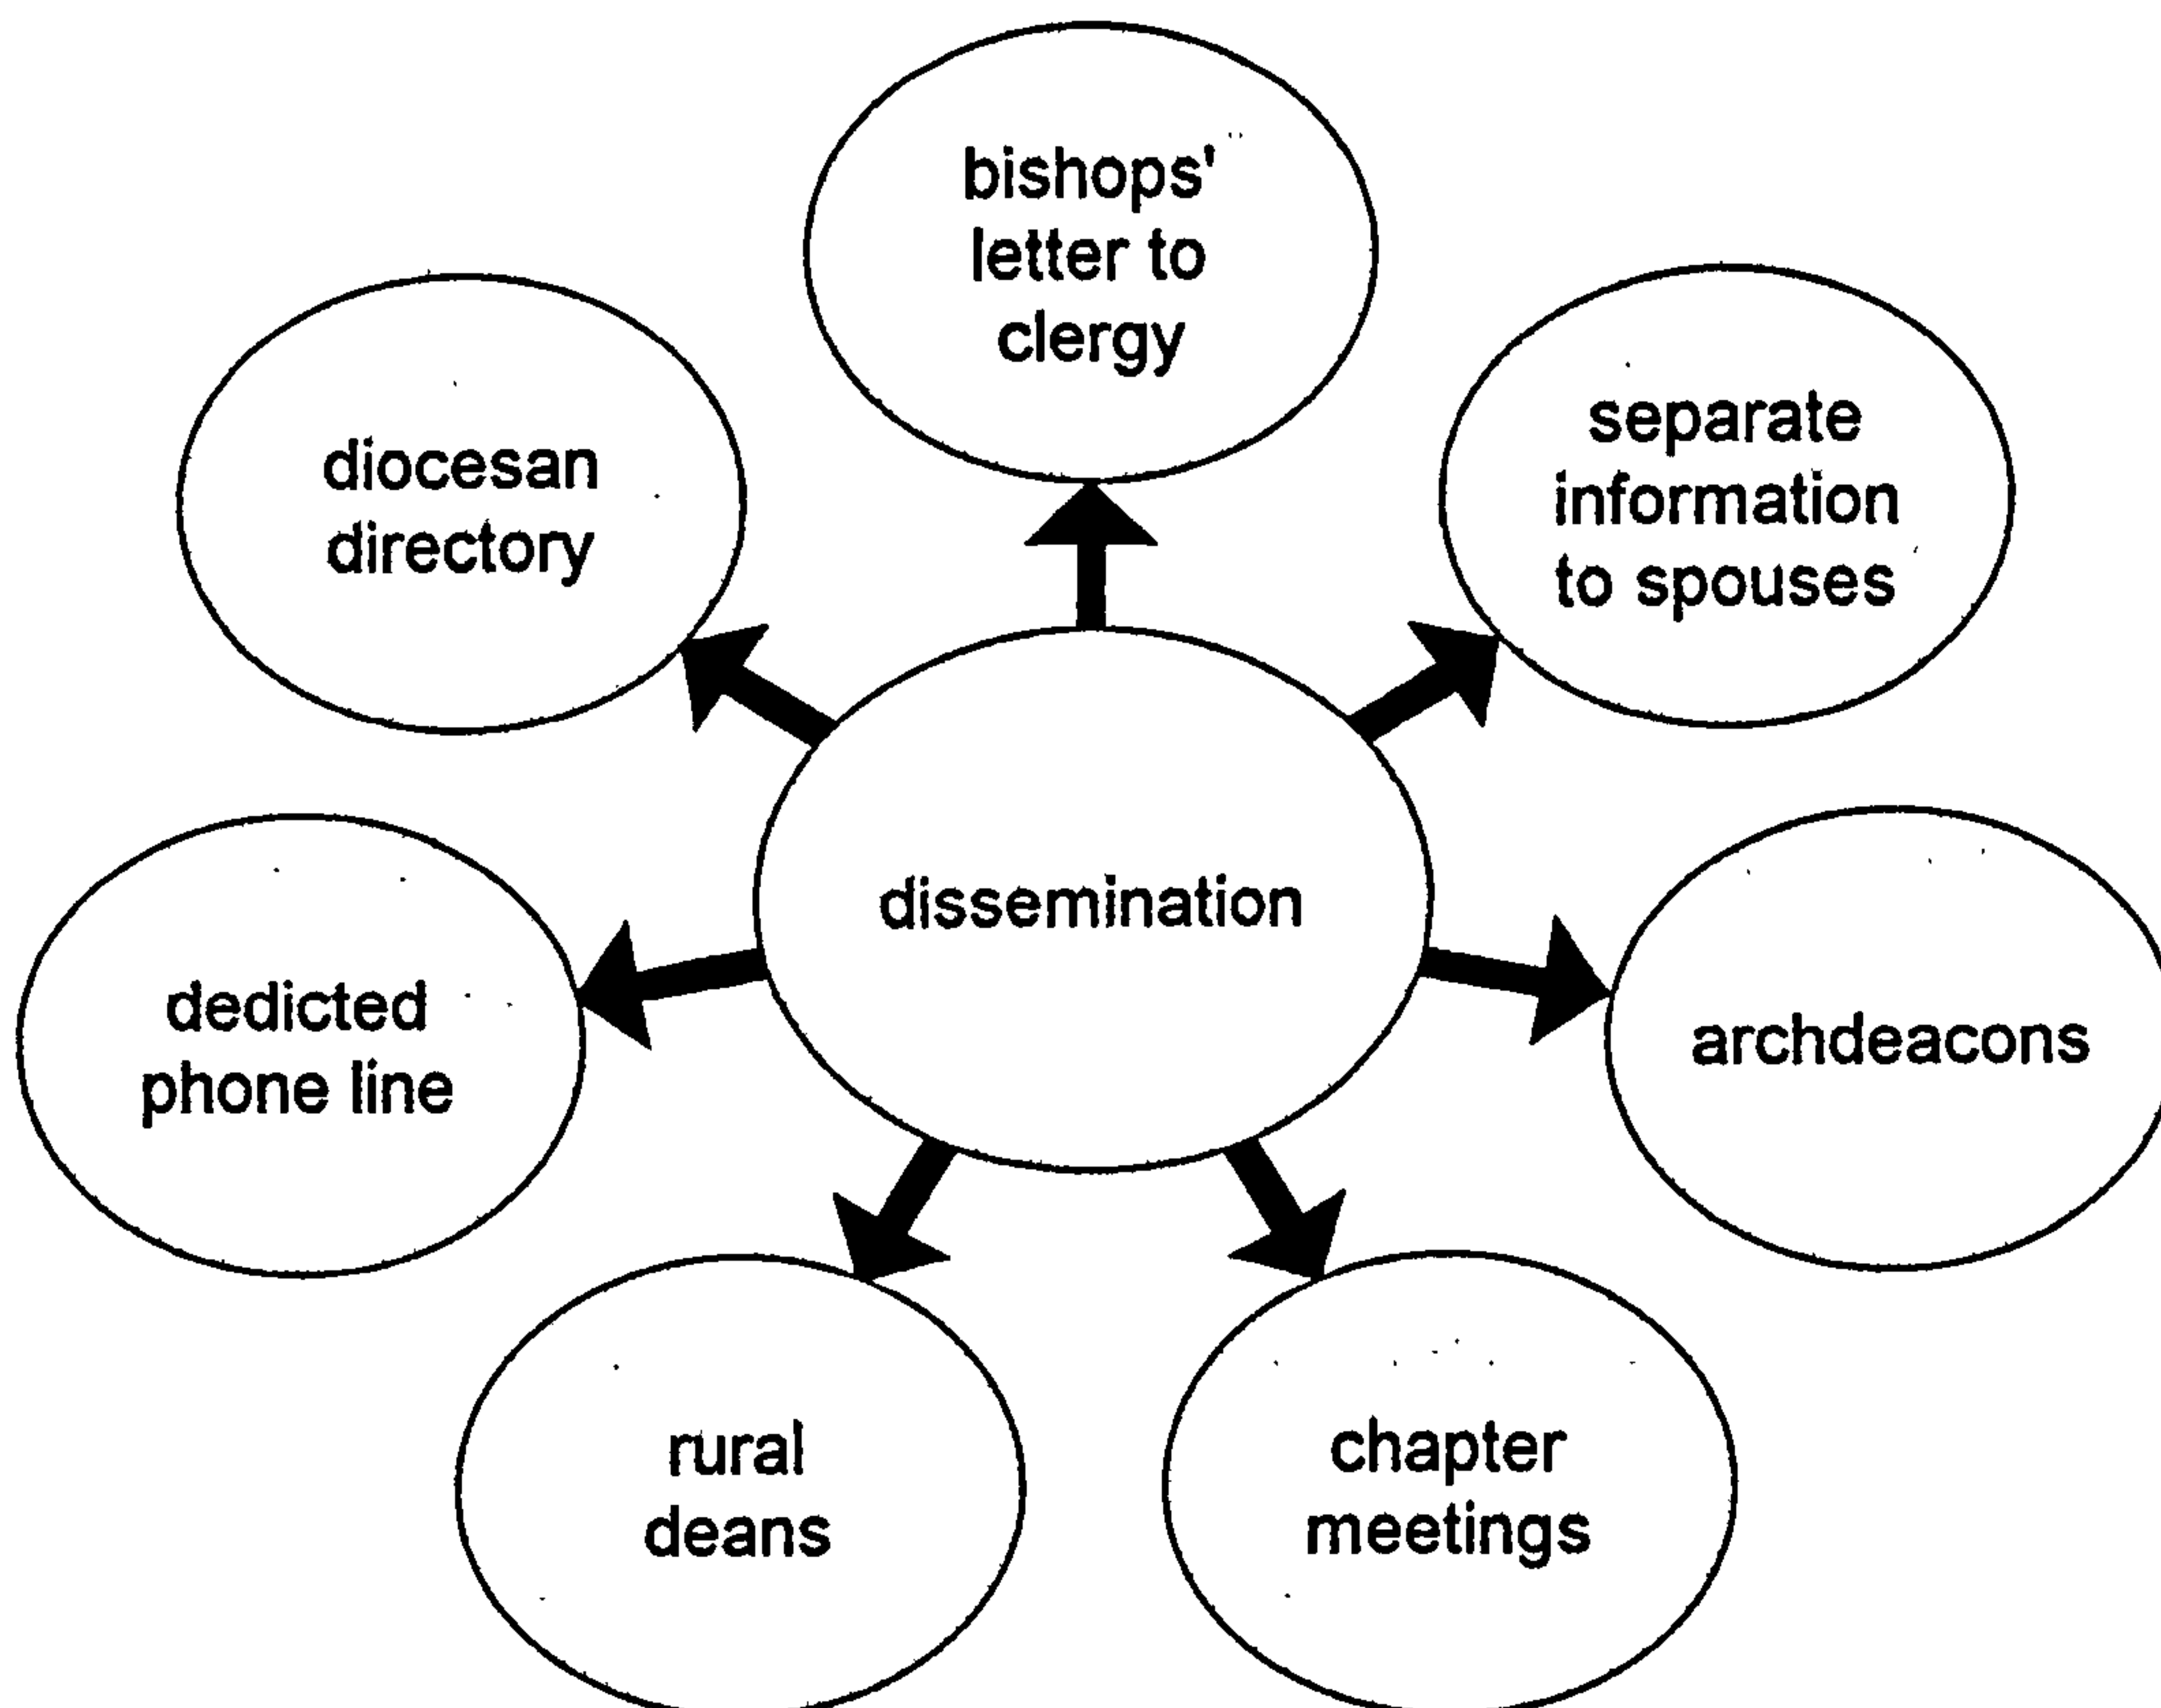 bishops'
letter to
clergy
separate
information
to spouses
diocesan
directory
dissemination
dedicted
phone line
archdeacons
rural
deans
chapter
meetings